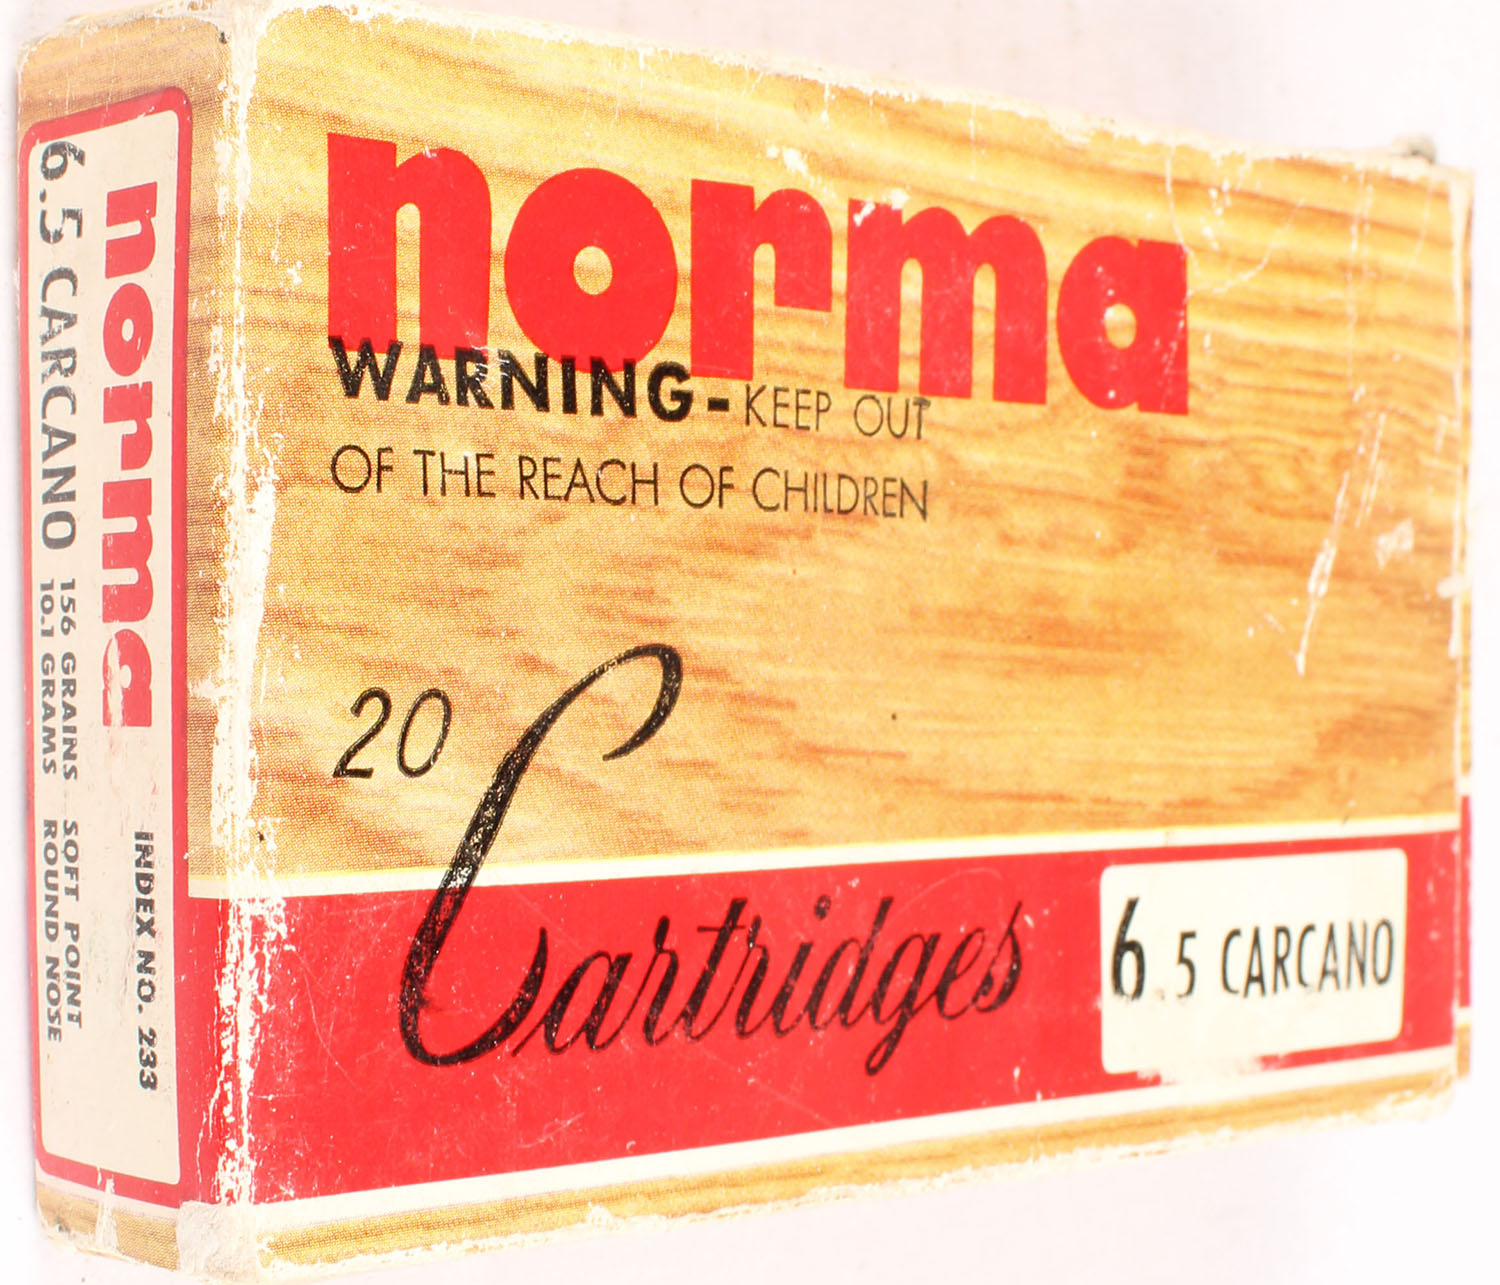 norma
WARNING-KEEP OUT
OF THE REACH OF CHILDREN
20 Cartridges
6.5 CARCANO
norma
6.5 CARCANO
156 GRAINS SOFT POINT
10.1 GRAMS ROUND NOSE
INDEX NO. 233